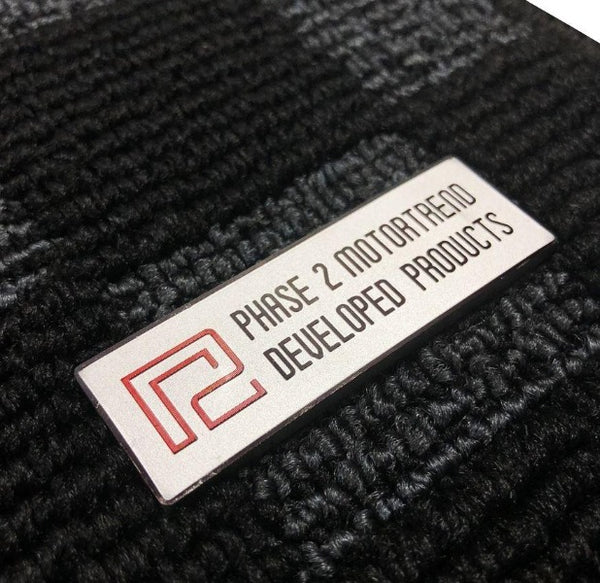 PHASE 2 MOTORTREND
DEVELOPED PRODUCTS